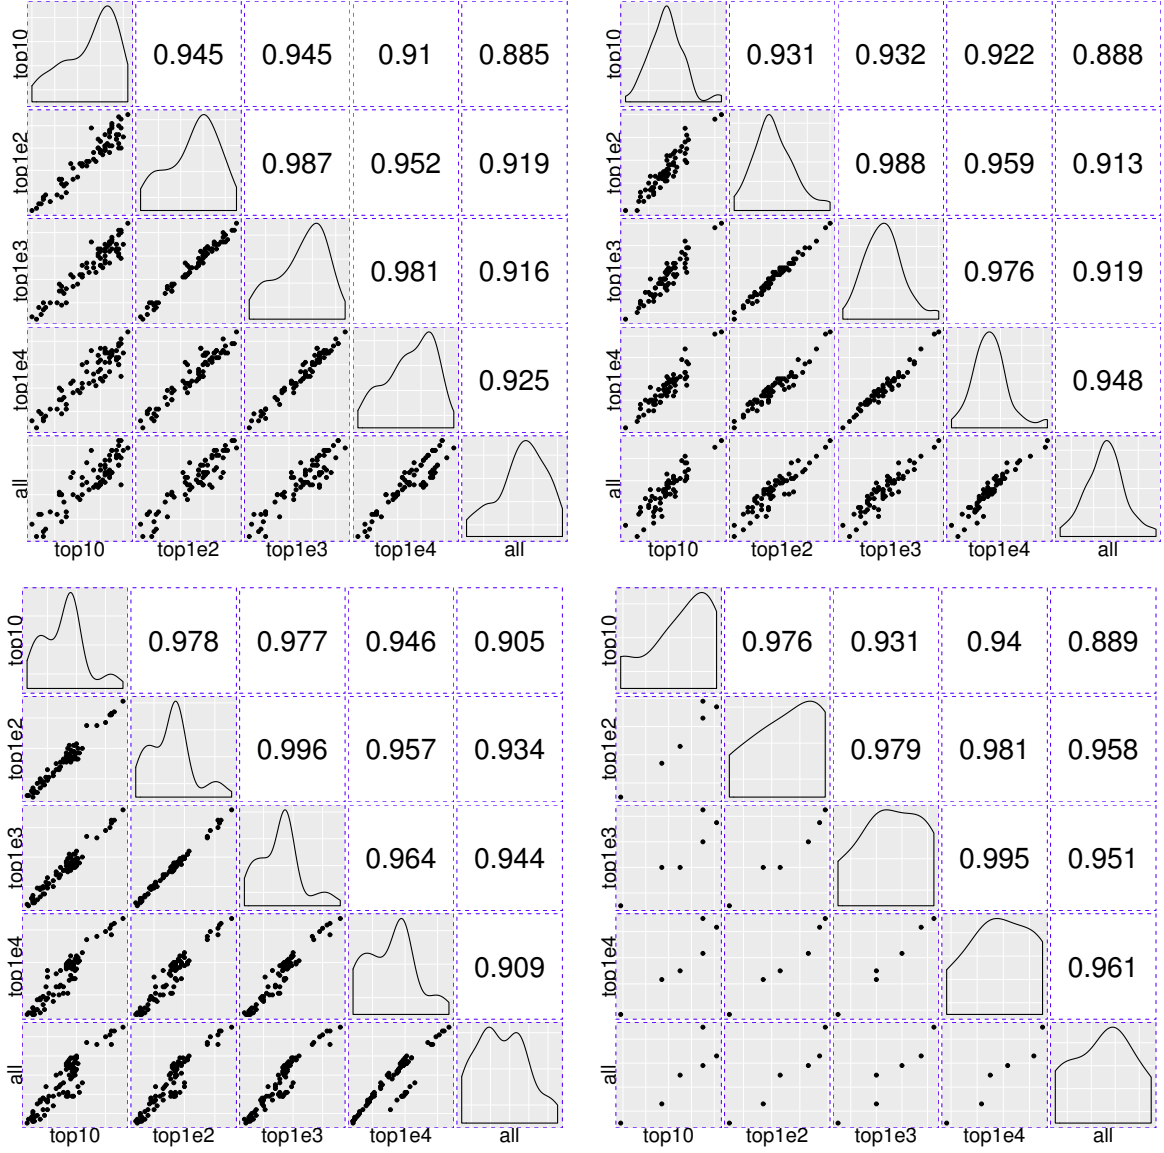 top10 0.945 0.945 0.91 0.885
top1e2 0.987 0.952 0.919
top1e3 0.981 0.916
top1e4 0.925
all
top10 top1e2 top1e3 top1e4 all
top10 0.931 0.932 0.922 0.888
top1e2 0.988 0.959 0.913
top1e3 0.976 0.919
top1e4 0.948
all
top10 top1e2 top1e3 top1e4 all
top10 0.978 0.977 0.946 0.905
top1e2 0.996 0.957 0.934
top1e3 0.964 0.944
top1e4 0.909
all
top10 top1e2 top1e3 top1e4 all
top10 0.976 0.931 0.94 0.889
top1e2 0.979 0.981 0.958
top1e3 0.995 0.951
top1e4 0.961
all
top10 top1e2 top1e3 top1e4 all